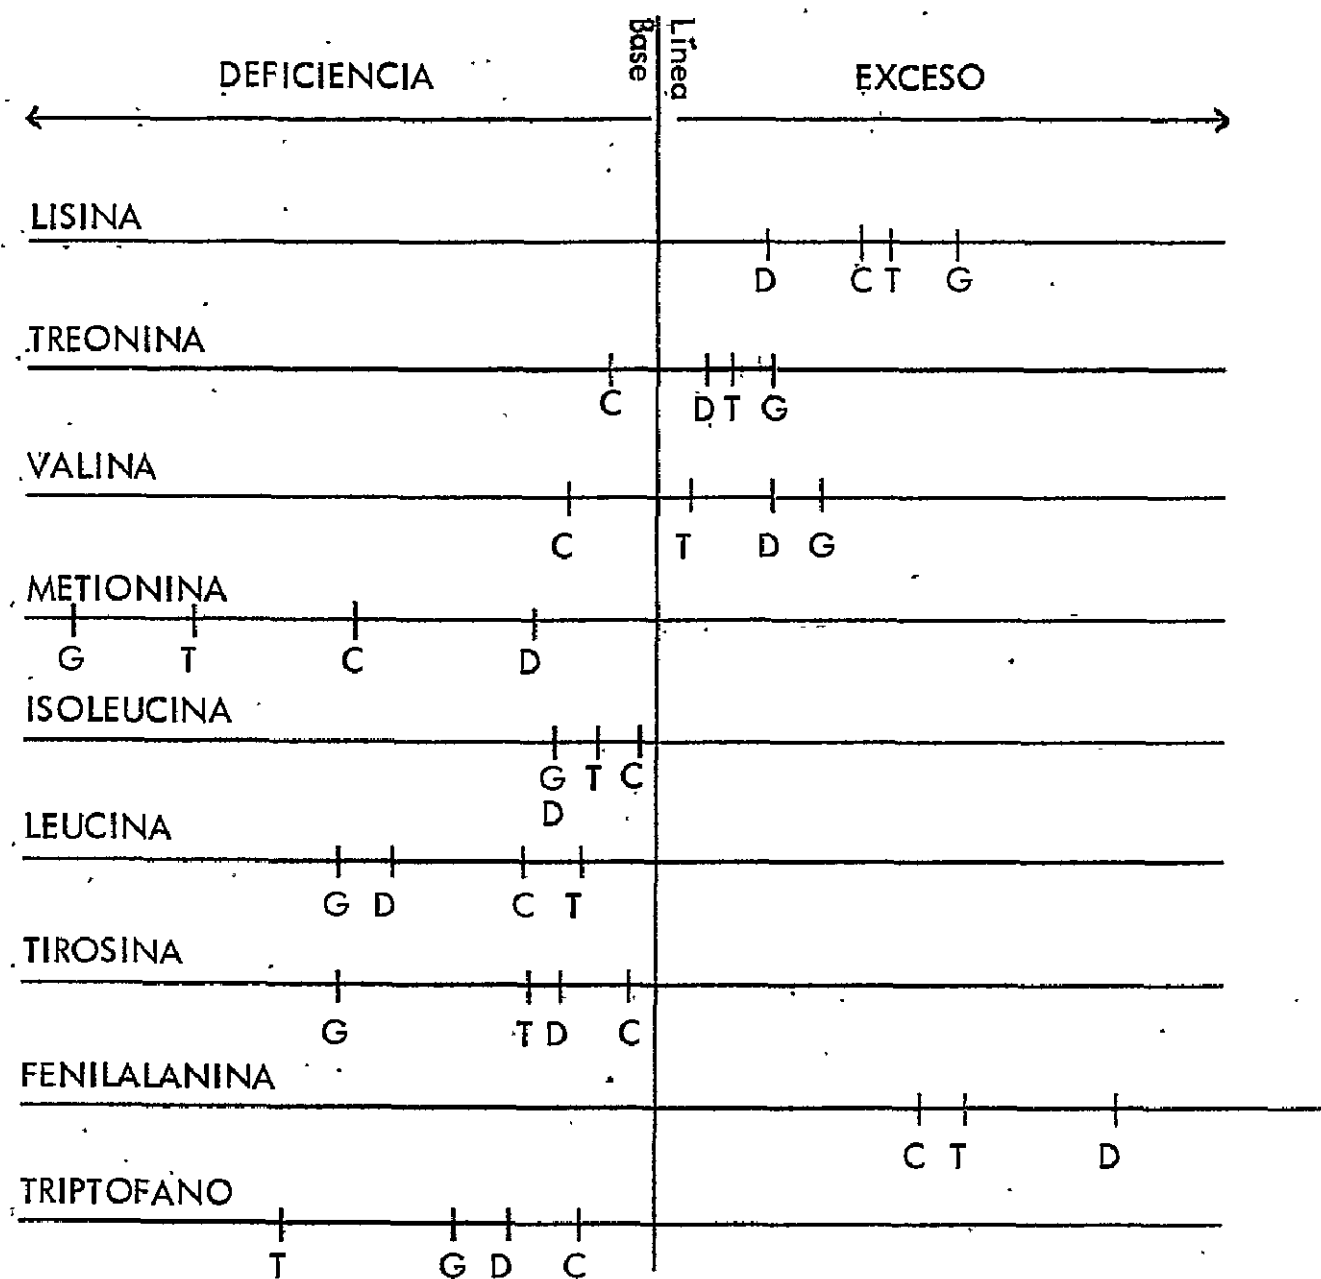 Línea
Base
DEFICIENCIA EXCESO
LISINA
D C T G
TREONINA
C D T G
VALINA
C T D G
METIONINA
G T C D
ISOLEUCINA
G T C
D
LEUCINA
G D C T
TIROSINA
G T D C
FENILALANINA
C T D
TRIPTOFANO
T G D C